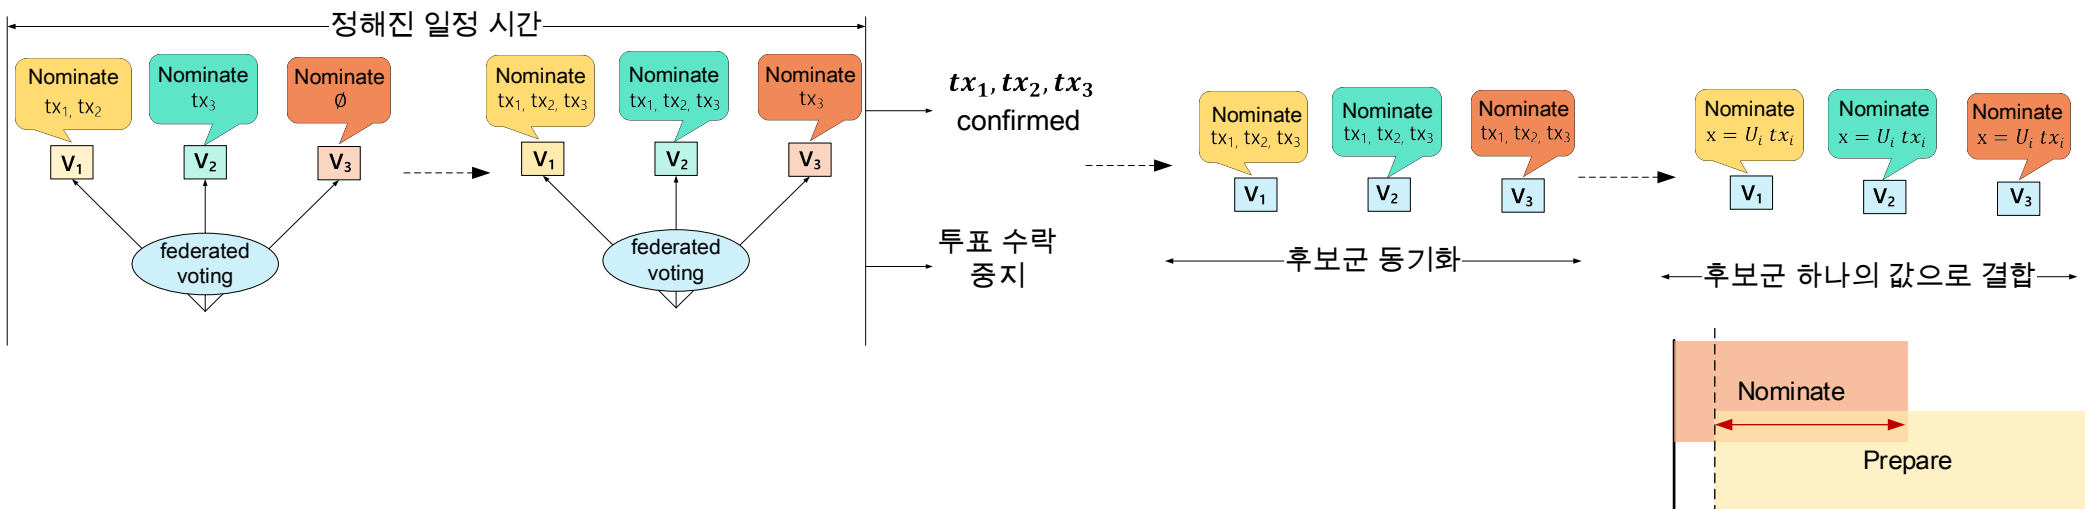 정해진 일정 시간
Nominate
tx₁, tx₂
Nominate
tx₃
Nominate
∅
V₁
V₂
V₃
federated
voting
Nominate
tx₁, tx₂, tx₃
Nominate
tx₁, tx₂, tx₃
Nominate
tx₃
V₁
V₂
V₃
federated
voting
tx₁, tx₂, tx₃
confirmed
투표 수락
중지
Nominate
tx₁, tx₂, tx₃
Nominate
tx₁, tx₂, tx₃
Nominate
tx₁, tx₂, tx₃
V₁
V₂
V₃
후보군 동기화
Nominate
x = Uᵢ txᵢ
Nominate
x = Uᵢ txᵢ
Nominate
x = Uᵢ txᵢ
V₁
V₂
V₃
후보군 하나의 값으로 결합
Nominate
Prepare